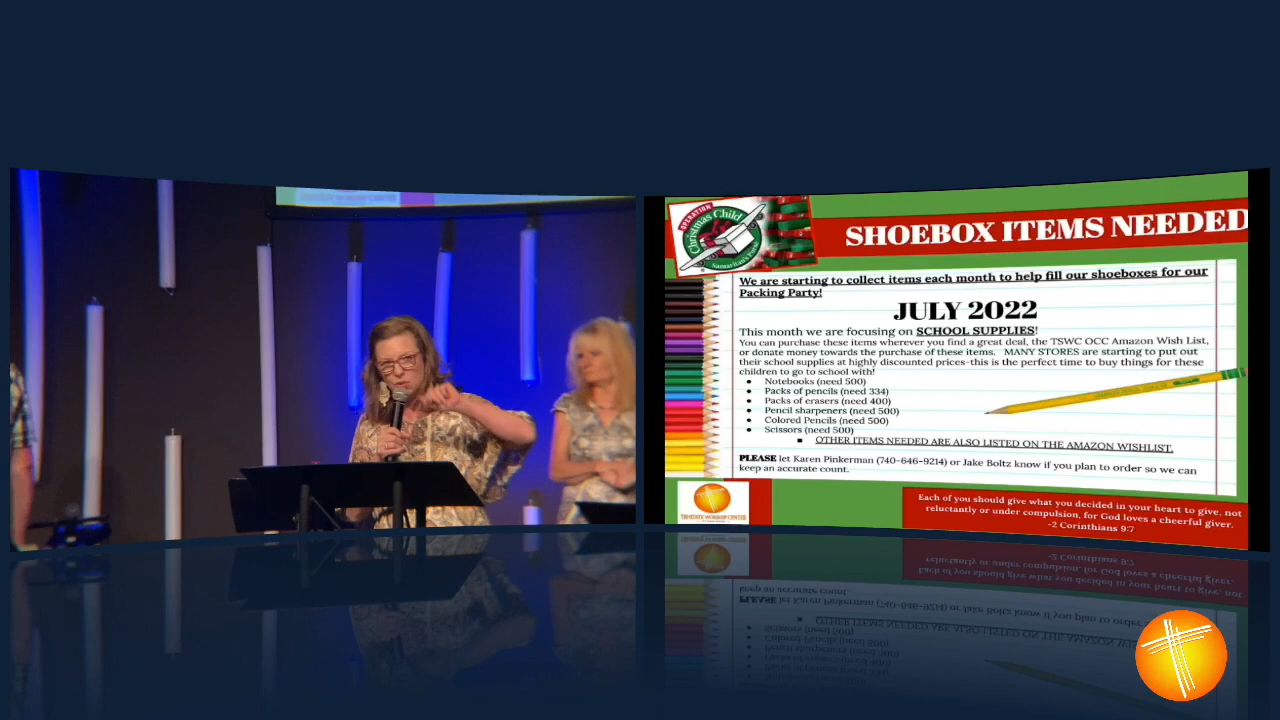 OPERATION
Christmas Child
Samaritan's Purse
SHOEBOX ITEMS NEEDED
We are starting to collect items each month to help fill our shoeboxes for our
Packing Party!
JULY 2022
This month we are focusing on SCHOOL SUPPLIES!
You can purchase these items wherever you find a great deal, the TSWC OCC Amazon Wish List,
or donate money towards the purchase of these items. MANY STORES are starting to put out
their school supplies at highly discounted prices-this is the perfect time to buy things for these
children to go to school with!
• Notebooks (need 500)
• Packs of pencils (need 334)
• Packs of erasers (need 400)
• Pencil sharpeners (need 500)
• Colored Pencils (need 500)
• Scissors (need 500)
▪ OTHER ITEMS NEEDED ARE ALSO LISTED ON THE AMAZON WISHLIST.
PLEASE let Karen Pinkerman (740-646-9214) or Jake Boltz know if you plan to order so we can
keep an accurate count.
TRI-STATE WORSHIP CENTER
Each of you should give what you decided in your heart to give, not
reluctantly or under compulsion, for God loves a cheerful giver.
-2 Corinthians 9:7